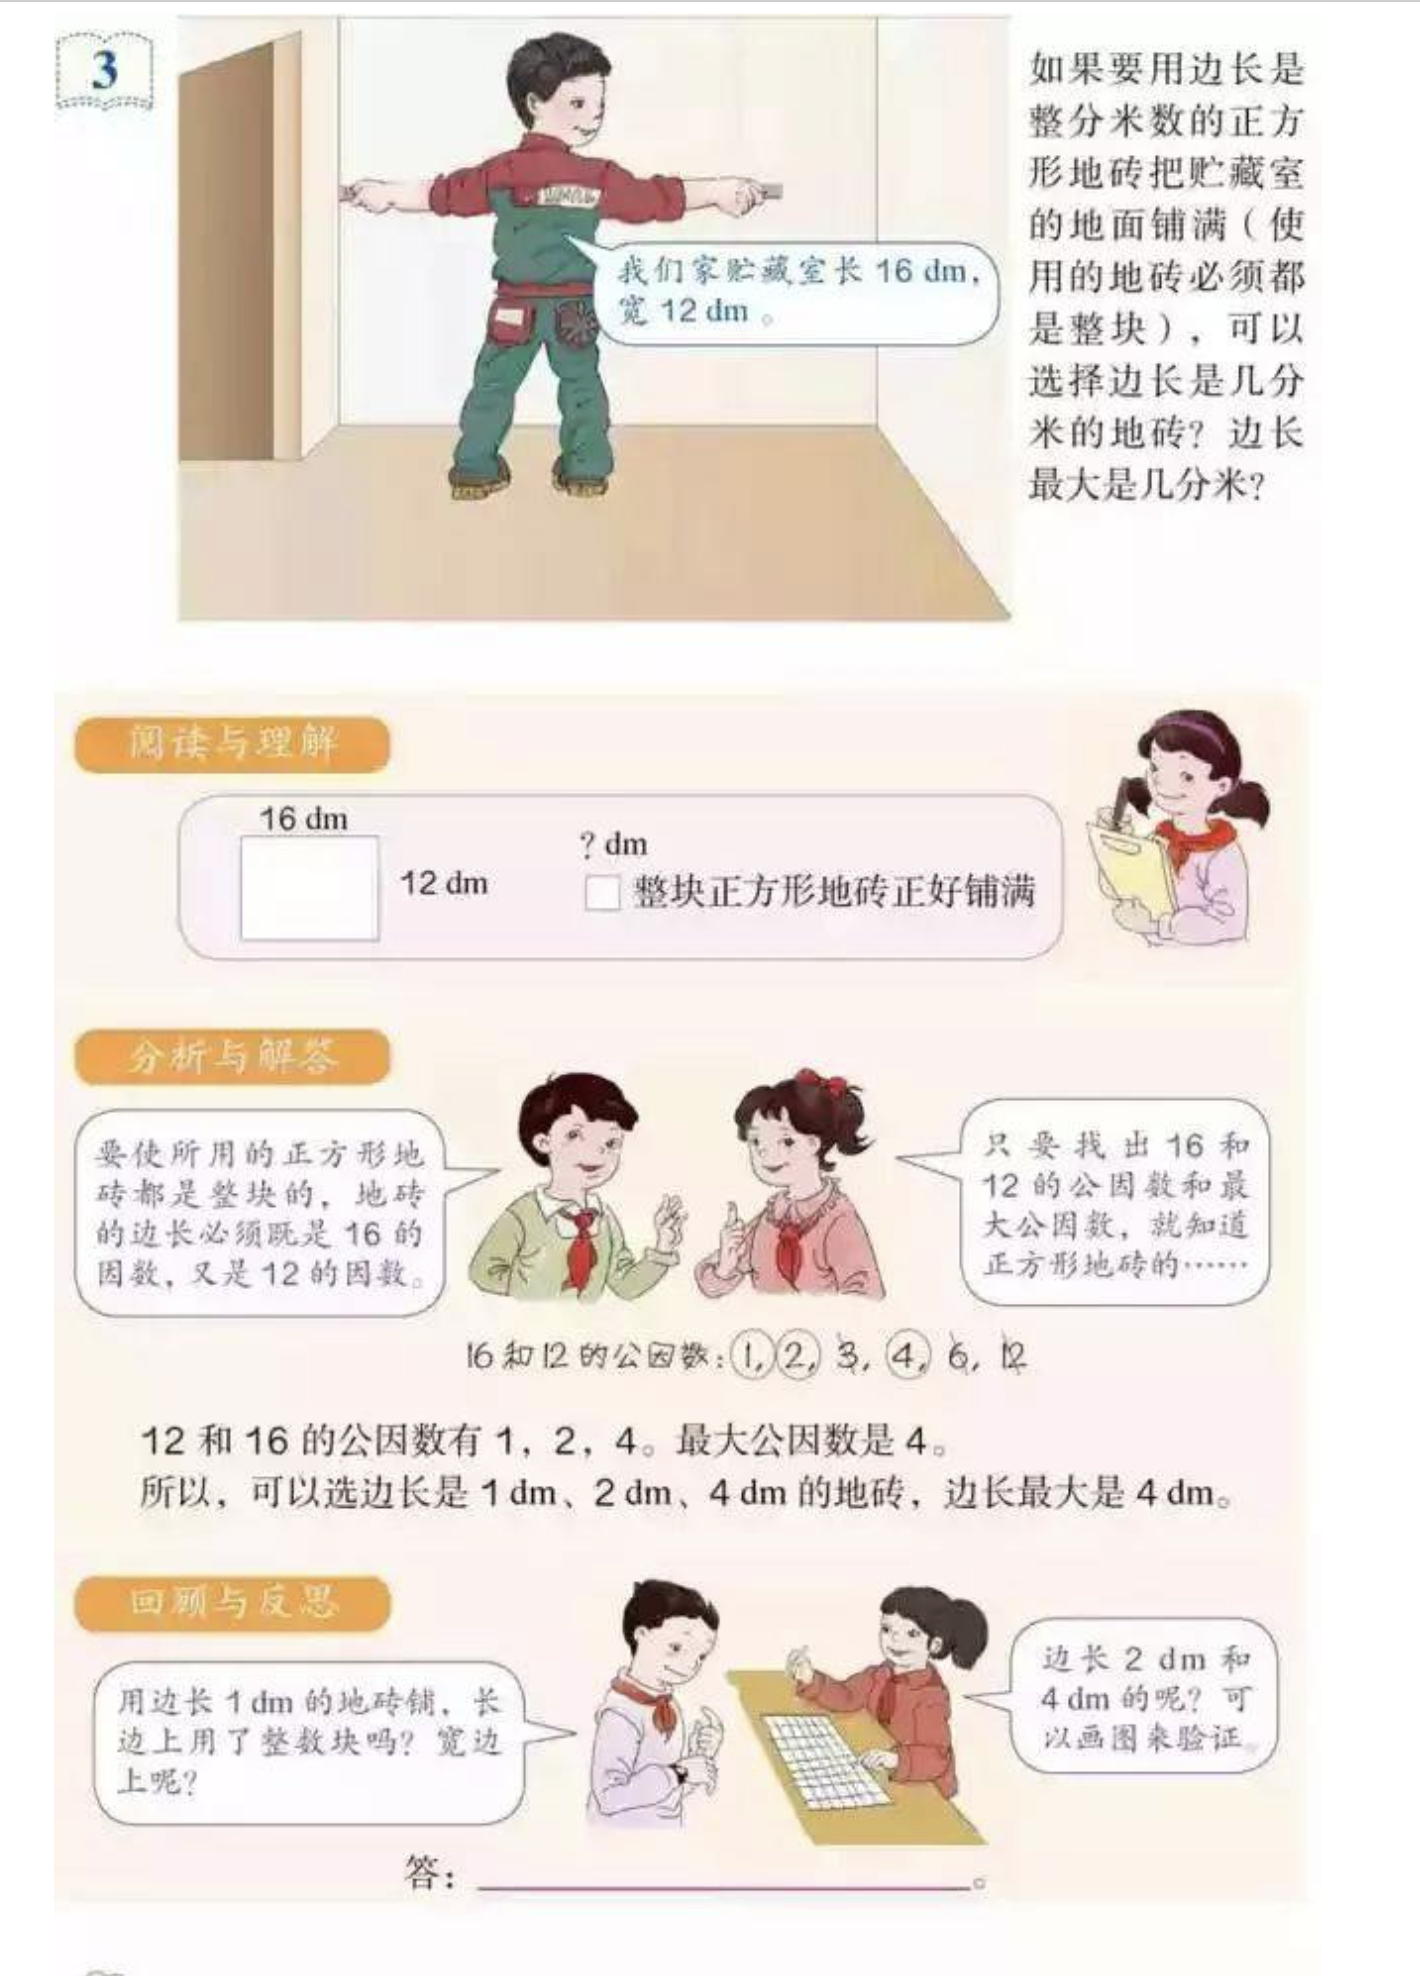 3
如果要用边长是
整分米数的正方
形地砖把贮藏室
的地面铺满（使
用的地砖必须都
是整块），可以
选择边长是几分
米的地砖？边长
最大是几分米？
我们家贮藏室长 16 dm，
宽 12 dm 。
阅读与理解
16 dm
12 dm
? dm
整块正方形地砖正好铺满
分析与解答
要使所用的正方形地
砖都是整块的，地砖
的边长必须既是 16 的
因数，又是 12 的因数。
只要找出 16 和
12 的公因数和最
大公因数，就知道
正方形地砖的……
16和12的公因数：1, 2, 3, 4, 6, 12
12 和 16 的公因数有 1，2，4。最大公因数是 4。
所以，可以选边长是 1 dm、2 dm、4 dm 的地砖，边长最大是 4 dm。
回顾与反思
用边长 1 dm 的地砖铺，长
边上用了整数块吗？宽边
上呢？
边长 2 dm 和
4 dm 的呢？可
以画图来验证。
答：。